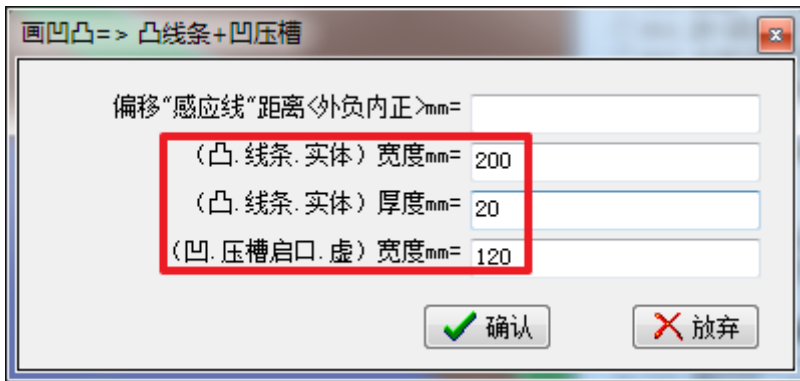 画凹凸=> 凸线条+凹压槽
偏移“感应线“距离<外负内正>mm=
(凸.线条.实体) 宽度mm= 200
(凸.线条.实体) 厚度mm= 20
(凹.压槽启口.虚) 宽度mm= 120
确认 放弃